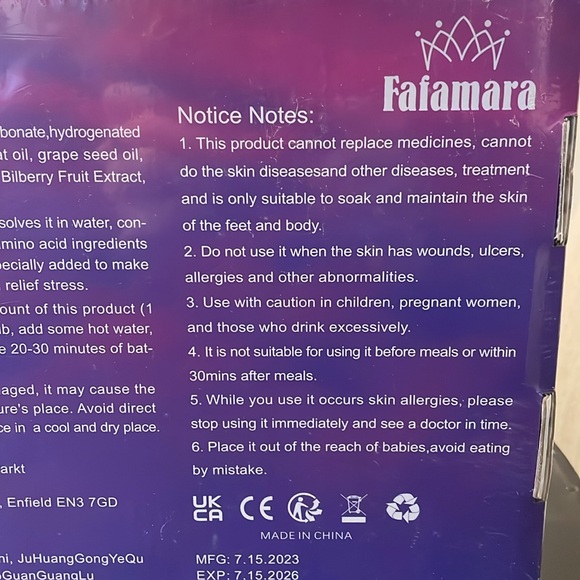 Fafamara
bonate,hydrogenated
at oil, grape seed oil,
Bilberry Fruit Extract,
solves it in water, con-
mino acid ingredients
pecially added to make
relief stress.
ount of this product (1
ub, add some hot water,
e 20-30 minutes of bat-
naged, it may cause the
ure's place. Avoid direct
ce in a cool and dry place.
arkt
, Enfield EN3 7GD
JuHuangGongYeQu
GuanGuangLu
Notice Notes:
1. This product cannot replace medicines, cannot
do the skin diseasesand other diseases, treatment
and is only suitable to soak and maintain the skin
of the feet and body.
2. Do not use it when the skin has wounds, ulcers,
allergies and other abnormalities.
3. Use with caution in children, pregnant women,
and those who drink excessively.
4. It is not suitable for using it before meals or within
30mins after meals.
5. While you use it occurs skin allergies, please
stop using it immediately and see a doctor in time.
6. Place it out of the reach of babies,avoid eating
by mistake.
UK
CA CE
MADE IN CHINA
MFG: 7.15.2023
EXP: 7.15.2026